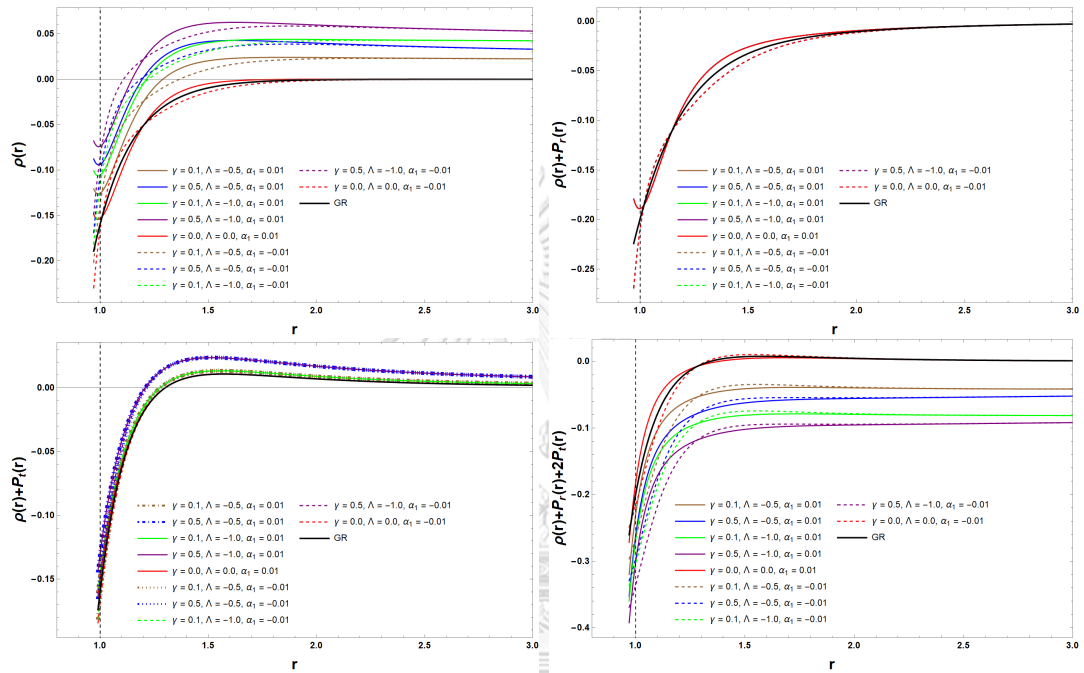 0.05
0.00
-0.05
-0.10
-0.15
-0.20
ρ(r)
γ = 0.1, Λ = -0.5, α1 = 0.01
γ = 0.5, Λ = -0.5, α1 = 0.01
γ = 0.1, Λ = -1.0, α1 = 0.01
γ = 0.5, Λ = -1.0, α1 = 0.01
γ = 0.0, Λ = 0.0, α1 = 0.01
γ = 0.1, Λ = -0.5, α1 = -0.01
γ = 0.5, Λ = -0.5, α1 = -0.01
γ = 0.1, Λ = -1.0, α1 = -0.01
γ = 0.5, Λ = -1.0, α1 = -0.01
γ = 0.0, Λ = 0.0, α1 = -0.01
GR
1.0 1.5 2.0 2.5 3.0
r
0.00
-0.05
-0.10
-0.15
-0.20
-0.25
ρ(r)+Pr(r)
γ = 0.1, Λ = -0.5, α1 = 0.01
γ = 0.5, Λ = -0.5, α1 = 0.01
γ = 0.1, Λ = -1.0, α1 = 0.01
γ = 0.5, Λ = -1.0, α1 = 0.01
γ = 0.0, Λ = 0.0, α1 = 0.01
γ = 0.1, Λ = -0.5, α1 = -0.01
γ = 0.5, Λ = -0.5, α1 = -0.01
γ = 0.1, Λ = -1.0, α1 = -0.01
γ = 0.5, Λ = -1.0, α1 = -0.01
γ = 0.0, Λ = 0.0, α1 = -0.01
GR
1.0 1.5 2.0 2.5 3.0
r
0.00
-0.05
-0.10
-0.15
ρ(r)+Pt(r)
γ = 0.1, Λ = -0.5, α1 = 0.01
γ = 0.5, Λ = -0.5, α1 = 0.01
γ = 0.1, Λ = -1.0, α1 = 0.01
γ = 0.5, Λ = -1.0, α1 = 0.01
γ = 0.0, Λ = 0.0, α1 = 0.01
γ = 0.1, Λ = -0.5, α1 = -0.01
γ = 0.5, Λ = -0.5, α1 = -0.01
γ = 0.1, Λ = -1.0, α1 = -0.01
γ = 0.5, Λ = -1.0, α1 = -0.01
γ = 0.0, Λ = 0.0, α1 = -0.01
GR
1.0 1.5 2.0 2.5 3.0
r
0.0
-0.1
-0.2
-0.3
-0.4
ρ(r)+Pr(r)+2Pt(r)
γ = 0.1, Λ = -0.5, α1 = 0.01
γ = 0.5, Λ = -0.5, α1 = 0.01
γ = 0.1, Λ = -1.0, α1 = 0.01
γ = 0.5, Λ = -1.0, α1 = 0.01
γ = 0.0, Λ = 0.0, α1 = 0.01
γ = 0.1, Λ = -0.5, α1 = -0.01
γ = 0.5, Λ = -0.5, α1 = -0.01
γ = 0.1, Λ = -1.0, α1 = -0.01
γ = 0.5, Λ = -1.0, α1 = -0.01
γ = 0.0, Λ = 0.0, α1 = -0.01
GR
1.0 1.5 2.0 2.5 3.0
r